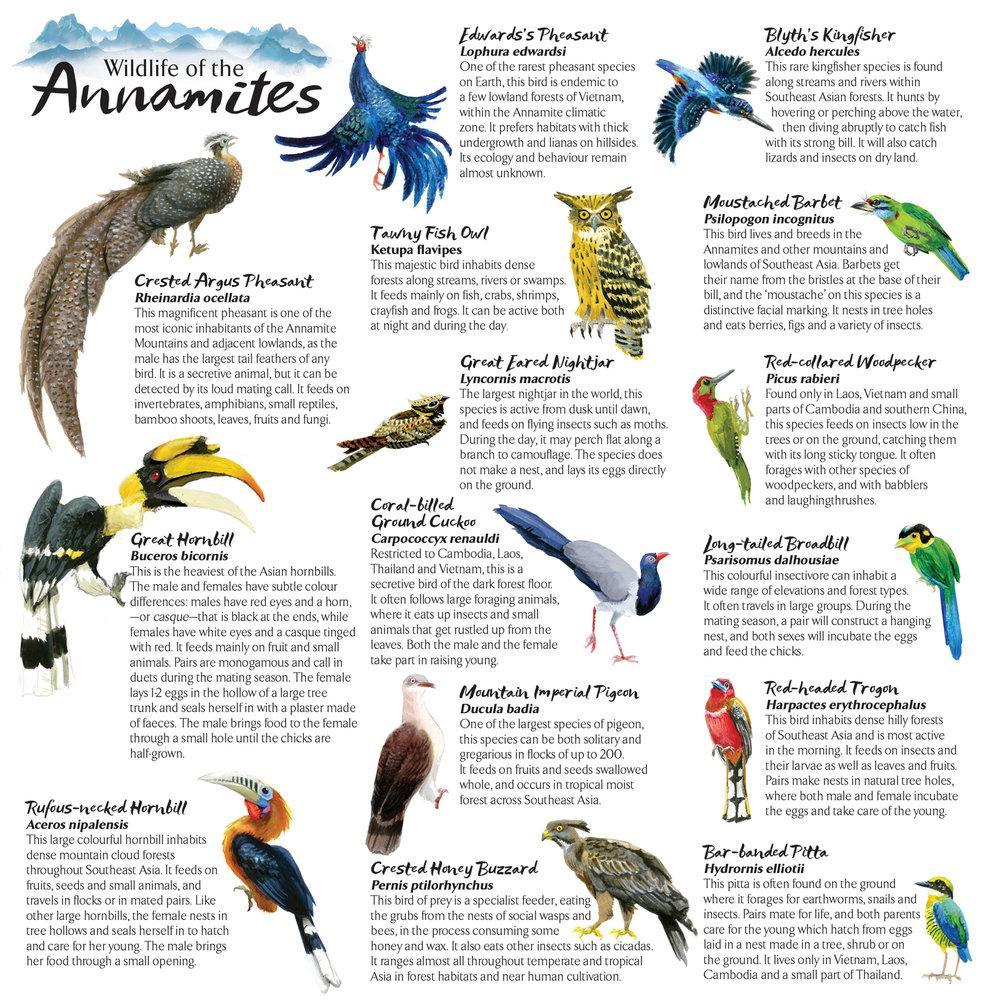 Wildlife of the
Annamites
Edwards's Pheasant
Lophura edwardsi
One of the rarest pheasant species
on Earth, this bird is endemic to
a few lowland forests of Vietnam,
within the Annamite climatic
zone. It prefers habitats with thick
undergrowth and lianas on hillsides.
Its ecology and behaviour remain
almost unknown.
Blyth's Kingfisher
Alcedo hercules
This rare kingfisher species is found
along streams and rivers within
Southeast Asian forests. It hunts by
hovering or perching above the water,
then diving abruptly to catch fish
with its strong bill. It will also catch
lizards and insects on dry land.
Crested Argus Pheasant
Rheinardia ocellata
This magnificent pheasant is one of the
most iconic inhabitants of the Annamite
Mountains and adjacent lowlands, as the
male has the largest tail feathers of any
bird. It is a secretive animal, but it can be
detected by its loud mating call. It feeds on
invertebrates, amphibians, small reptiles,
bamboo shoots, leaves, fruits and fungi.
Tawny Fish Owl
Ketupa flavipes
This majestic bird inhabits dense
forests along streams, rivers or swamps.
It feeds mainly on fish, crabs, shrimps,
crayfish and frogs. It can be active both
at night and during the day.
Moustached Barbet
Psilopogon incognitus
This bird lives and breeds in the
Annamites and other mountains and
lowlands of Southeast Asia. Barbets get
their name from the bristles at the base of their
bill, and the 'moustache' on this species is a
distinctive facial marking. It nests in tree holes
and eats berries, figs and a variety of insects.
Great Eared Nightjar
Lyncornis macrotis
The largest nightjar in the world, this
species is active from dusk until dawn,
and feeds on flying insects such as moths.
During the day, it may perch flat along a
branch to camouflage. The species does
not make a nest, and lays its eggs directly
on the ground.
Red-collared Woodpecker
Picus rabieri
Found only in Laos, Vietnam and small
parts of Cambodia and southern China,
this species feeds on insects low in the
trees or on the ground, catching them
with its long sticky tongue. It often
forages with other species of
woodpeckers, and with babblers
and laughingthrushes.
Great Hornbill
Buceros bicornis
This is the heaviest of the Asian hornbills.
The male and females have subtle colour
differences: males have red eyes and a horn,
—or casque—that is black at the ends, while
females have white eyes and a casque tinged
with red. It feeds mainly on fruit and small
animals. Pairs are monogamous and call in
duets during the mating season. The female
lays 1-2 eggs in the hollow of a large tree
trunk and seals herself in with a plaster made
of faeces. The male brings food to the female
through a small hole until the chicks are
half-grown.
Coral-billed
Ground Cuckoo
Carpococcyx renauldi
Restricted to Cambodia, Laos,
Thailand and Vietnam, this is a
secretive bird of the dark forest floor.
It often follows large foraging animals,
where it eats up insects and small
animals that get rustled up from the
leaves. Both the male and the female
take part in raising young.
Long-tailed Broadbill
Psarisomus dalhousiae
This colourful insectivore can inhabit a
wide range of elevations and forest types.
It often travels in large groups. During the
mating season, a pair will construct a hanging
nest, and both sexes will incubate the eggs
and feed the chicks.
Mountain Imperial Pigeon
Ducula badia
One of the largest species of pigeon,
this species can be both solitary and
gregarious in flocks of up to 200.
It feeds on fruits and seeds swallowed
whole, and occurs in tropical moist
forest across Southeast Asia.
Red-headed Trogon
Harpactes erythrocephalus
This bird inhabits dense hilly forests
of Southeast Asia and is most active
in the morning. It feeds on insects and
their larvae as well as leaves and fruits.
Pairs make nests in natural tree holes,
where both male and female incubate
the eggs and take care of the young.
Rufous-necked Hornbill
Aceros nipalensis
This large colourful hornbill inhabits
dense mountain cloud forests
throughout Southeast Asia. It feeds on
fruits, seeds and small animals, and
travels in flocks or in mated pairs. Like
other large hornbills, the female nests in
tree hollows and seals herself in to hatch
and care for her young. The male brings
her food through a small opening.
Crested Honey Buzzard
Pernis ptilorhynchus
This bird of prey is a specialist feeder, eating
the grubs from the nests of social wasps and
bees, in the process consuming some
honey and wax. It also eats other insects such as cicadas.
It ranges almost all throughout temperate and tropical
Asia in forest habitats and near human cultivation.
Bar-banded Pitta
Hydrornis elliotii
This pitta is often found on the ground
where it forages for earthworms, snails and
insects. Pairs mate for life, and both parents
care for the young which hatch from eggs
laid in a nest made in a tree, shrub or on
the ground. It lives only in Vietnam, Laos,
Cambodia and a small part of Thailand.